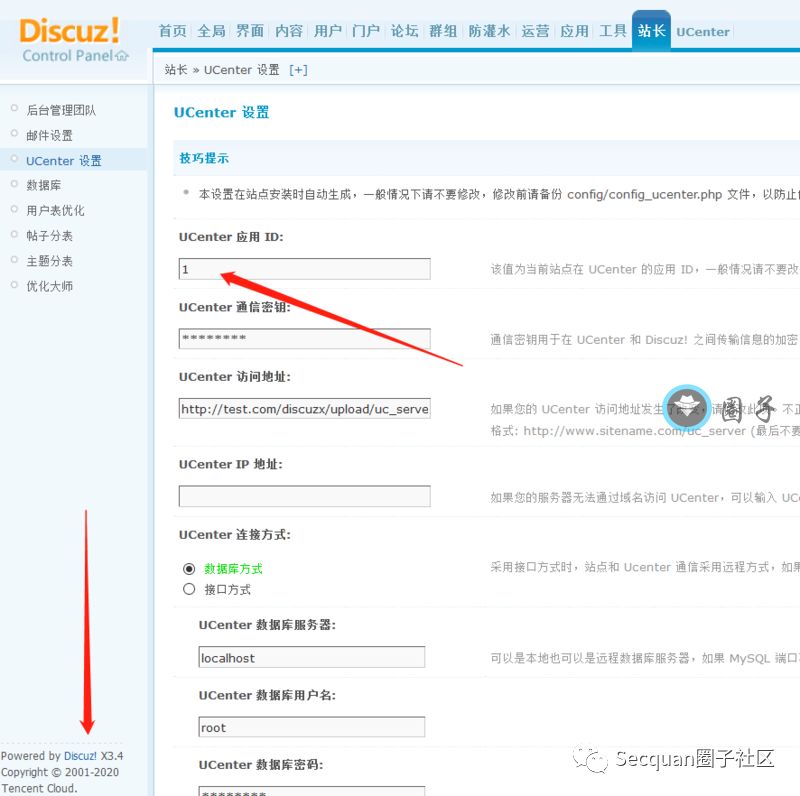 Discuz!
Control Panel
首页 全局 界面 内容 用户 门户 论坛 群组 防灌水 运营 应用 工具 站长 UCenter
站长 » UCenter 设置 [+]
后台管理团队
邮件设置
UCenter 设置
数据库
用户表优化
帖子分表
主题分表
优化大师
UCenter 设置
技巧提示
本设置在站点安装时自动生成，一般情况下请不要修改，修改前请备份 config/config_ucenter.php 文件，以防止
UCenter 应用 ID:
1
该值为当前站点在 UCenter 的应用 ID，一般情况请不要改
UCenter 通信密钥:
********
通信密钥用于在 UCenter 和 Discuz! 之间传输信息的加密
UCenter 访问地址:
http://test.com/discuzx/upload/uc_serve
如果您的 UCenter 访问地址发生了改变，请修改此项。不正
格式: http://www.sitename.com/uc_server (最后不要
圈子
UCenter IP 地址:
如果您的服务器无法通过域名访问 UCenter，可以输入 UC
UCenter 连接方式:
数据库方式
接口方式
采用接口方式时，站点和 Ucenter 通信采用远程方式，如果
UCenter 数据库服务器:
localhost
可以是本地也可以是远程数据库服务器，如果 MySQL 端口
UCenter 数据库用户名:
root
UCenter 数据库密码:
********
Powered by Discuz! X3.4
Copyright © 2001-2020
Tencent Cloud.
Secquan圈子社区